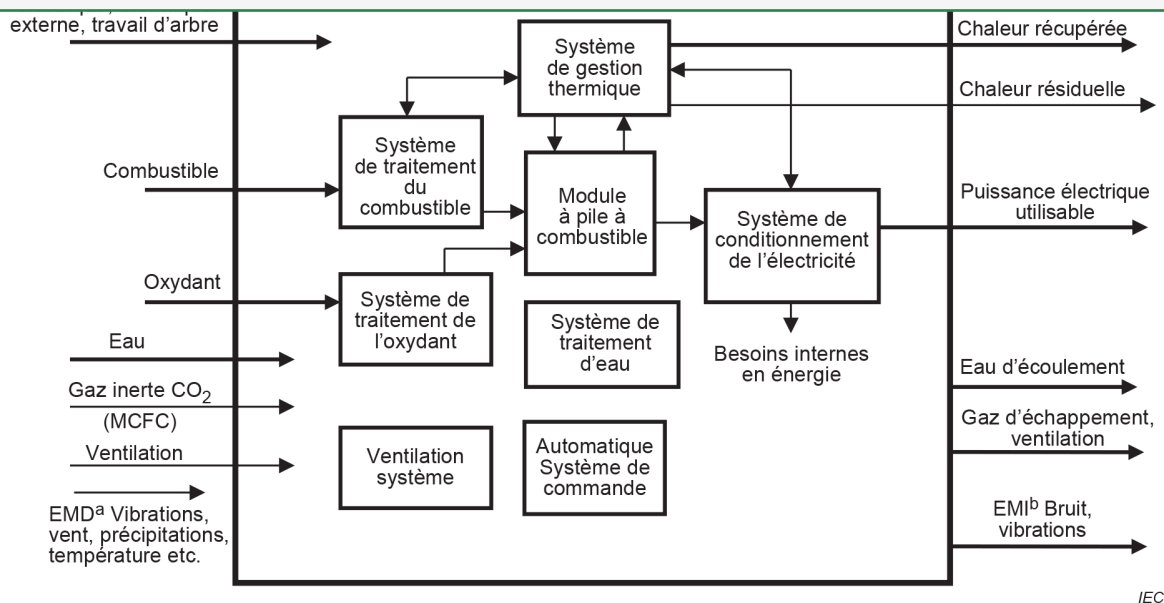 externe, travail d'arbre
Chaleur récupérée
Système
de gestion
thermique
Chaleur résiduelle
Système
de traitement
du
combustible
Combustible
Module
à pile à
combustible
Système de
conditionnement
de l'électricité
Puissance électrique
utilisable
Oxydant
Système de
traitement de
l'oxydant
Système de
traitement
d'eau
Besoins internes
en énergie
Eau
Eau d'écoulement
Gaz inerte CO2
(MCFC)
Gaz d'échappement,
ventilation
Ventilation
Ventilation
système
Automatique
Système de
commande
EMDa Vibrations,
vent, précipitations,
température etc.
EMIb Bruit,
vibrations
IEC